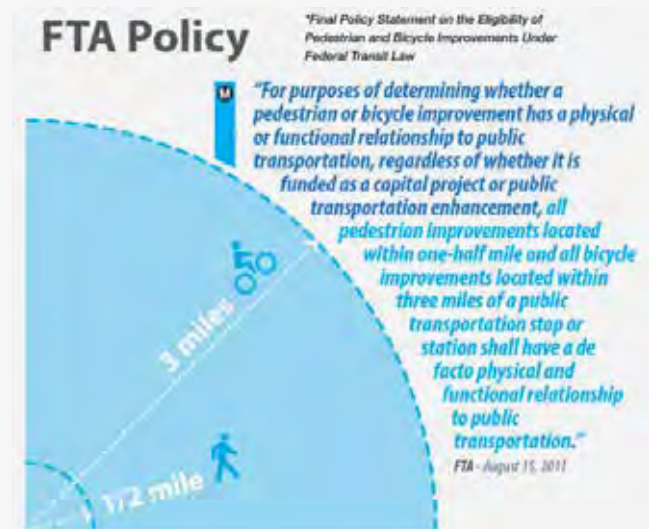 FTA Policy
*Final Policy Statement on the Eligibility of
Pedestrian and Bicycle Improvements Under
Federal Transit Law
M
"For purposes of determining whether a
pedestrian or bicycle improvement has a physical
or functional relationship to public
transportation, regardless of whether it is
funded as a capital project or public
transportation enhancement, all
pedestrian improvements located
within one-half mile and all bicycle
improvements located within
three miles of a public
transportation stop or
station shall have a de
facto physical and
functional relationship
to public
transportation."
FTA - August 15, 2011
3 miles
1/2 mile